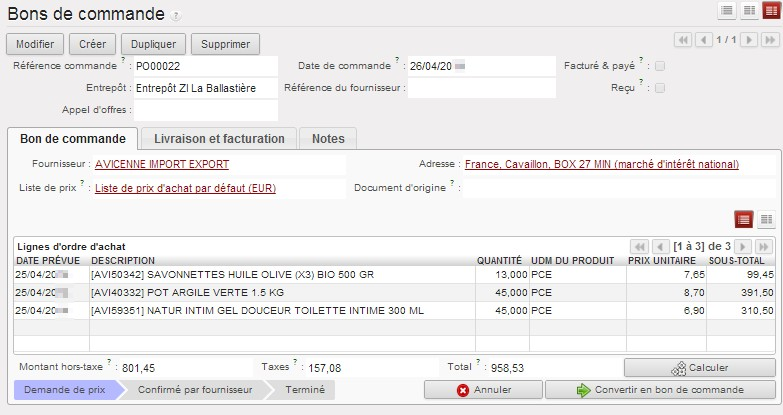 Bons de commande ?
Modifier Créer Dupliquer Supprimer 1 / 1
Référence commande ? : PO00022 Date de commande ? : 26/04/20 Facturé & payé ? :
Entrepôt : Entrepôt ZI La Ballastière Référence du fournisseur : Reçu ? :
Appel d'offres :
Bon de commande Livraison et facturation Notes
Fournisseur : AVICENNE IMPORT EXPORT Adresse : France, Cavaillon, BOX 27 MIN (marché d'intérêt national)
Liste de prix ? : Liste de prix d'achat par défaut (EUR) Document d'origine ? :
Lignes d'ordre d'achat [1 à 3] de 3
DATE PRÉVUE DESCRIPTION QUANTITÉ UDM DU PRODUIT PRIX UNITAIRE SOUS-TOTAL
25/04/20 [AVI50342] SAVONNETTES HUILE OLIVE (X3) BIO 500 GR 13,000 PCE 7,65 99,45
25/04/20 [AVI40332] POT ARGILE VERTE 1.5 KG 45,000 PCE 8,70 391,50
25/04/20 [AVI59351] NATUR INTIM GEL DOUCEUR TOILETTE INTIME 300 ML 45,000 PCE 6,90 310,50
Montant hors-taxe ? : 801,45 Taxes ? : 157,08 Total ? : 958,53 Calculer
Demande de prix Confirmé par fournisseur Terminé Annuler Convertir en bon de commande